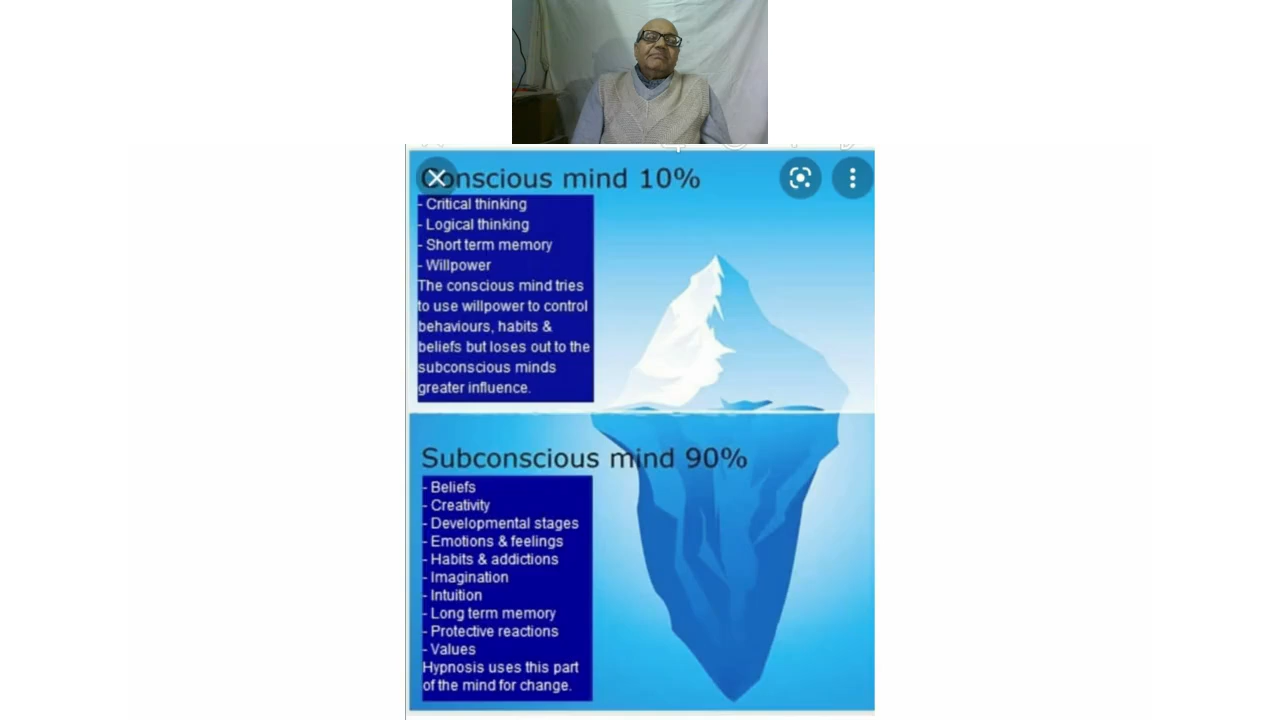 Conscious mind 10%
- Critical thinking
- Logical thinking
- Short term memory
- Willpower
The conscious mind tries
to use willpower to control
behaviours, habits &
beliefs but loses out to the
subconscious minds
greater influence.
Subconscious mind 90%
- Beliefs
- Creativity
- Developmental stages
- Emotions & feelings
- Habits & addictions
- Imagination
- Intuition
- Long term memory
- Protective reactions
- Values
Hypnosis uses this part
of the mind for change.